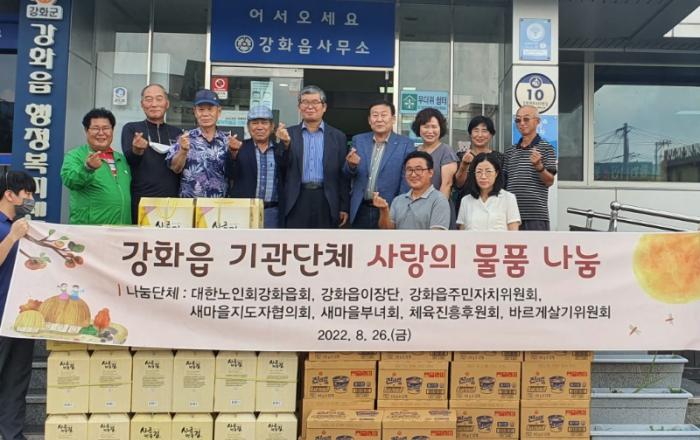 강화군
강화읍 행정복지센
어서오세요
강화읍사무소
무더위 쉼터
10
강화읍 기관단체 사랑의 물품 나눔
나눔단체 : 대한노인회강화읍회, 강화읍이장단, 강화읍주민자치위원회,
새마을지도자협의회, 새마을부녀회, 체육진흥후원회, 바르게살기위원회
2022. 8. 26.(금)